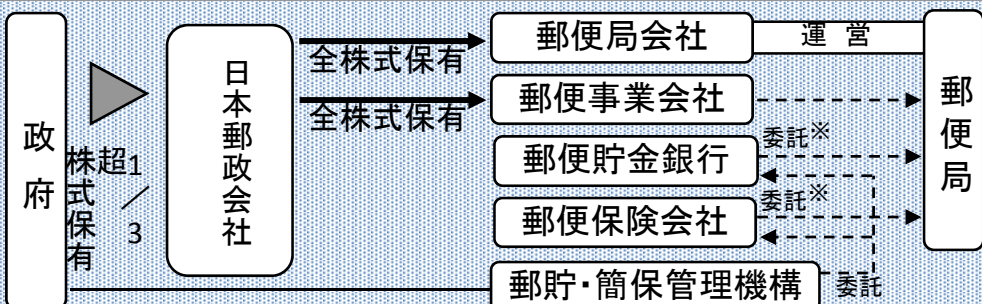 政府
1/3超
株式保有
日本郵政会社
全株式保有
全株式保有
郵便局会社
運営
郵便事業会社
郵便貯金銀行
委託※
郵便保険会社
委託※
郵貯・簡保管理機構
委託
郵便局